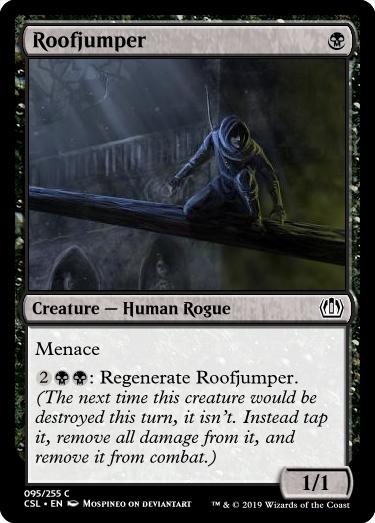 Roofjumper
Creature — Human Rogue
Menace
2: Regenerate Roofjumper.
(The next time this creature would be
destroyed this turn, it isn't. Instead tap
it, remove all damage from it, and
remove it from combat.)
1/1
095/255 C
CSL • EN Mospineo on deviantart
™ & © 2019 Wizards of the Coast